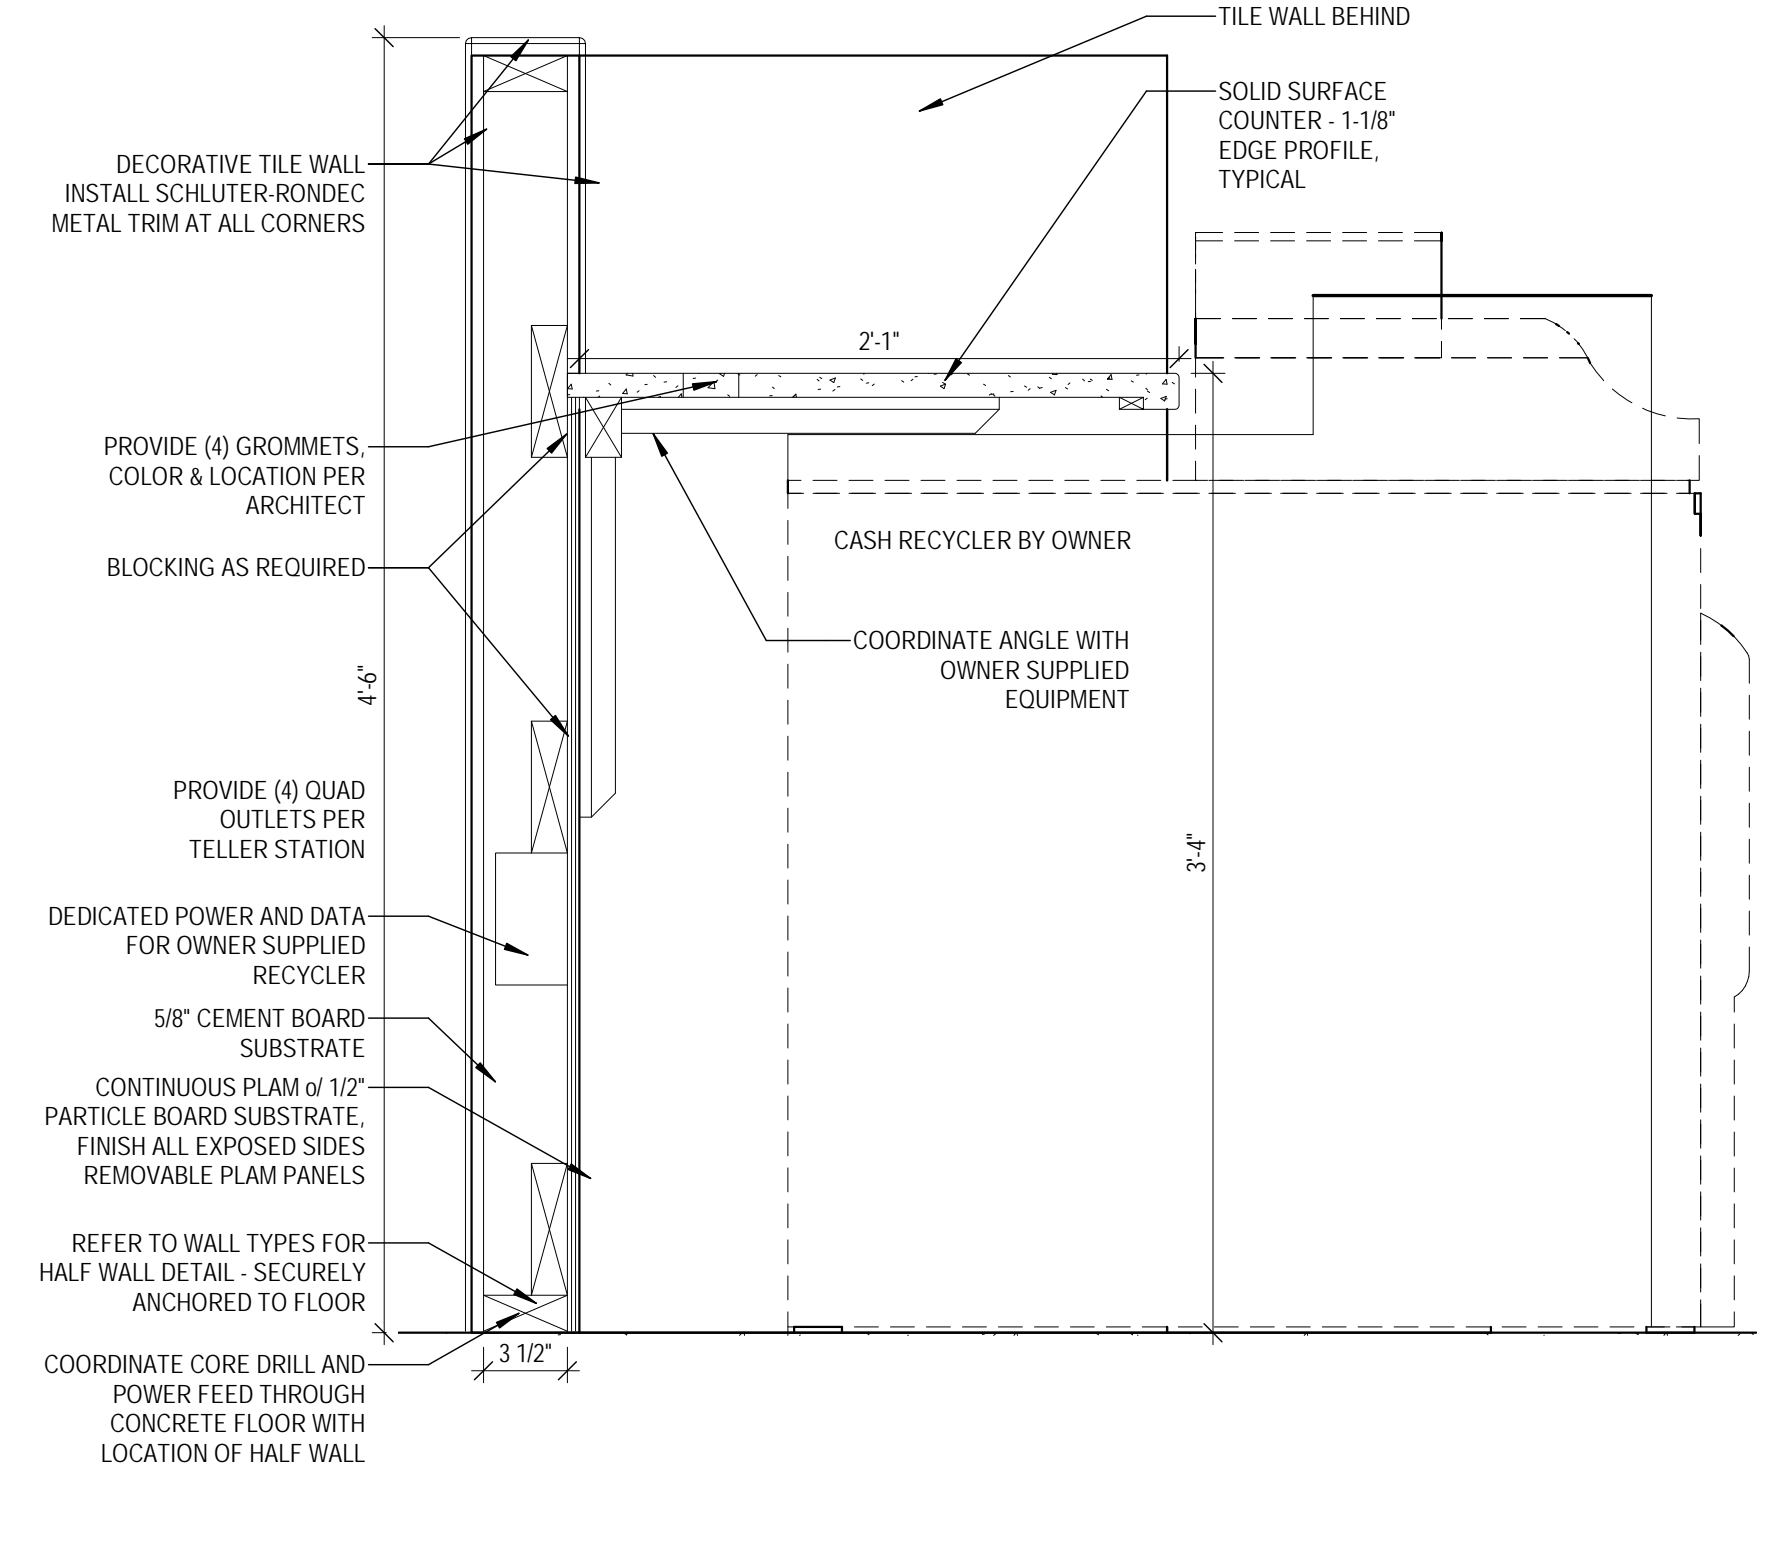 TILE WALL BEHIND
SOLID SURFACE
COUNTER - 1-1/8"
EDGE PROFILE,
TYPICAL
DECORATIVE TILE WALL
INSTALL SCHLUTER-RONDEC
METAL TRIM AT ALL CORNERS
2'-1"
PROVIDE (4) GROMMETS,
COLOR & LOCATION PER
ARCHITECT
CASH RECYCLER BY OWNER
BLOCKING AS REQUIRED
COORDINATE ANGLE WITH
OWNER SUPPLIED
EQUIPMENT
4'-6"
PROVIDE (4) QUAD
OUTLETS PER
TELLER STATION
3'-4"
DEDICATED POWER AND DATA
FOR OWNER SUPPLIED
RECYCLER
5/8" CEMENT BOARD
SUBSTRATE
CONTINUOUS PLAM o/ 1/2"
PARTICLE BOARD SUBSTRATE,
FINISH ALL EXPOSED SIDES
REMOVABLE PLAM PANELS
REFER TO WALL TYPES FOR
HALF WALL DETAIL - SECURELY
ANCHORED TO FLOOR
3 1/2"
COORDINATE CORE DRILL AND
POWER FEED THROUGH
CONCRETE FLOOR WITH
LOCATION OF HALF WALL